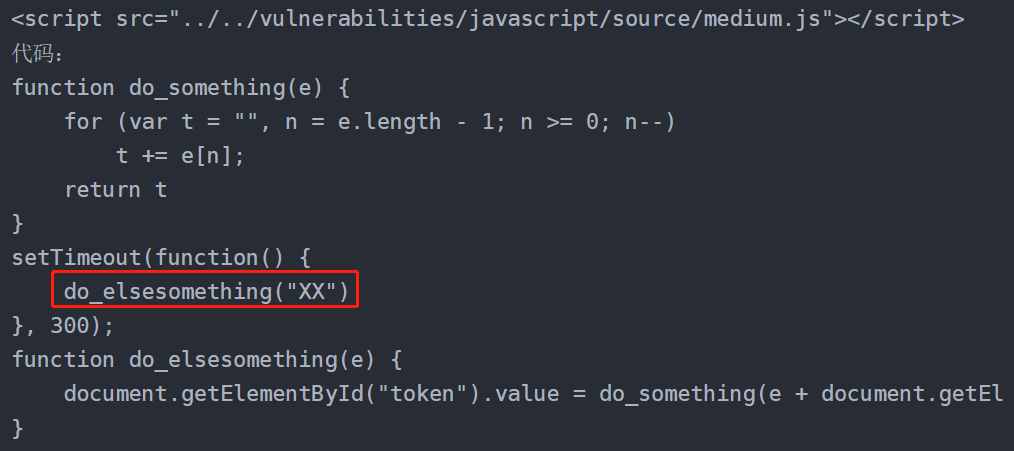 <script src="../../vulnerabilities/javascript/source/medium.js"></script>
代码：
function do_something(e) {
    for (var t = "", n = e.length - 1; n >= 0; n--)
        t += e[n];
    return t
}
setTimeout(function() {
    do_elsesomething("XX")
}, 300);
function do_elsesomething(e) {
    document.getElementById("token").value = do_something(e + document.getEl
}